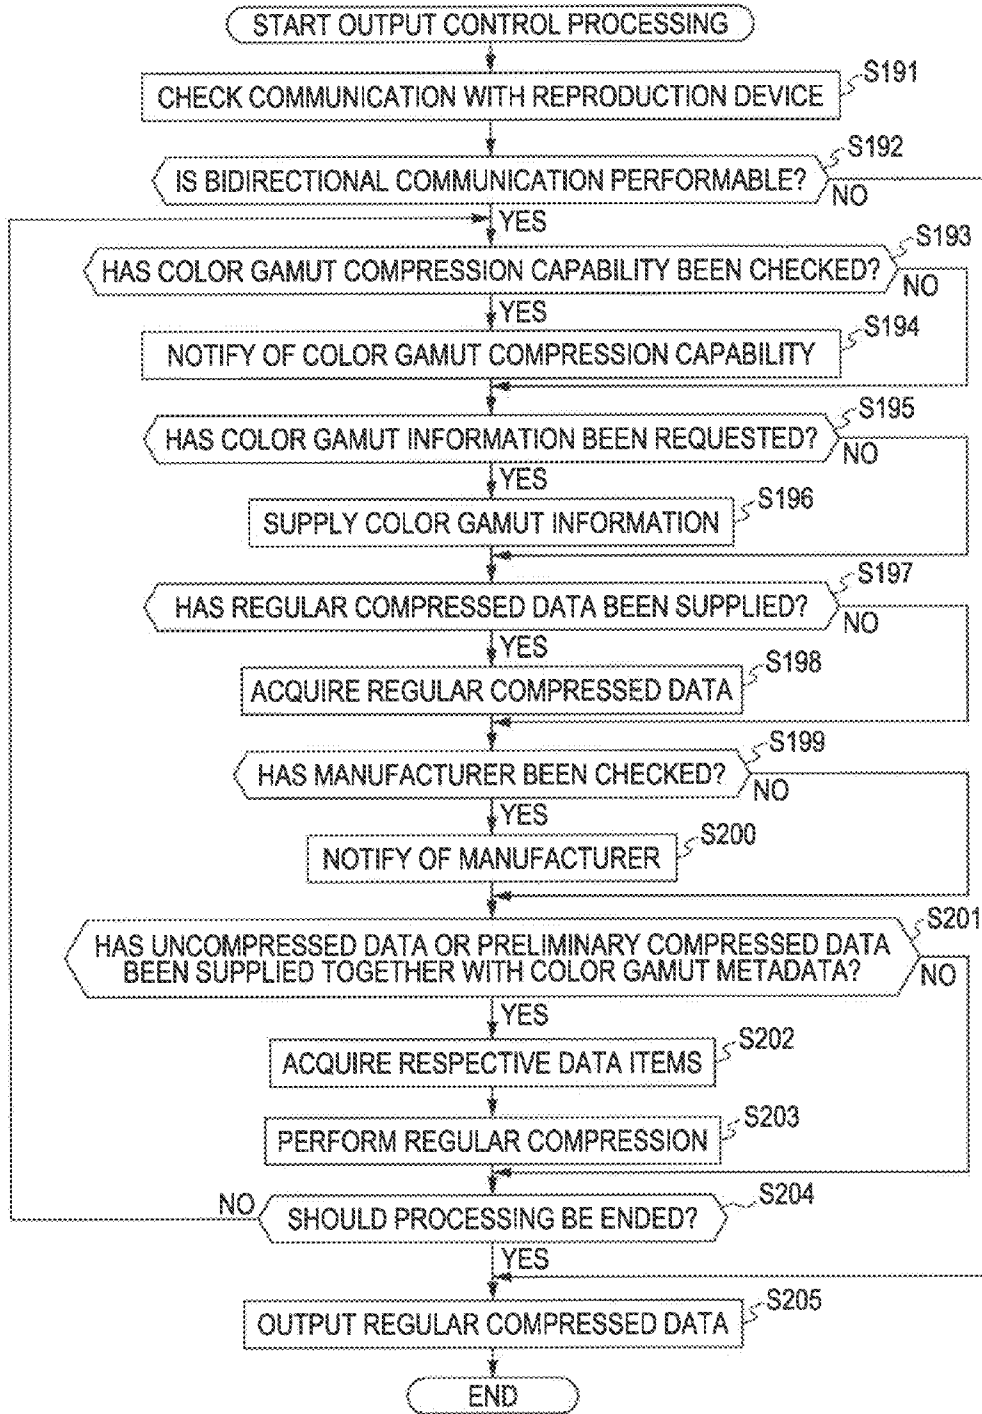 START OUTPUT CONTROL PROCESSING
S191
CHECK COMMUNICATION WITH REPRODUCTION DEVICE
S192
IS BIDIRECTIONAL COMMUNICATION PERFORMABLE?
NO
YES
S193
HAS COLOR GAMUT COMPRESSION CAPABILITY BEEN CHECKED?
NO
YES
S194
NOTIFY OF COLOR GAMUT COMPRESSION CAPABILITY
S195
HAS COLOR GAMUT INFORMATION BEEN REQUESTED?
NO
YES
S196
SUPPLY COLOR GAMUT INFORMATION
S197
HAS REGULAR COMPRESSED DATA BEEN SUPPLIED?
NO
YES
S198
ACQUIRE REGULAR COMPRESSED DATA
S199
HAS MANUFACTURER BEEN CHECKED?
NO
YES
S200
NOTIFY OF MANUFACTURER
S201
HAS UNCOMPRESSED DATA OR PRELIMINARY COMPRESSED DATA
BEEN SUPPLIED TOGETHER WITH COLOR GAMUT METADATA?
NO
YES
S202
ACQUIRE RESPECTIVE DATA ITEMS
S203
PERFORM REGULAR COMPRESSION
S204
NO
SHOULD PROCESSING BE ENDED?
YES
S205
OUTPUT REGULAR COMPRESSED DATA
END